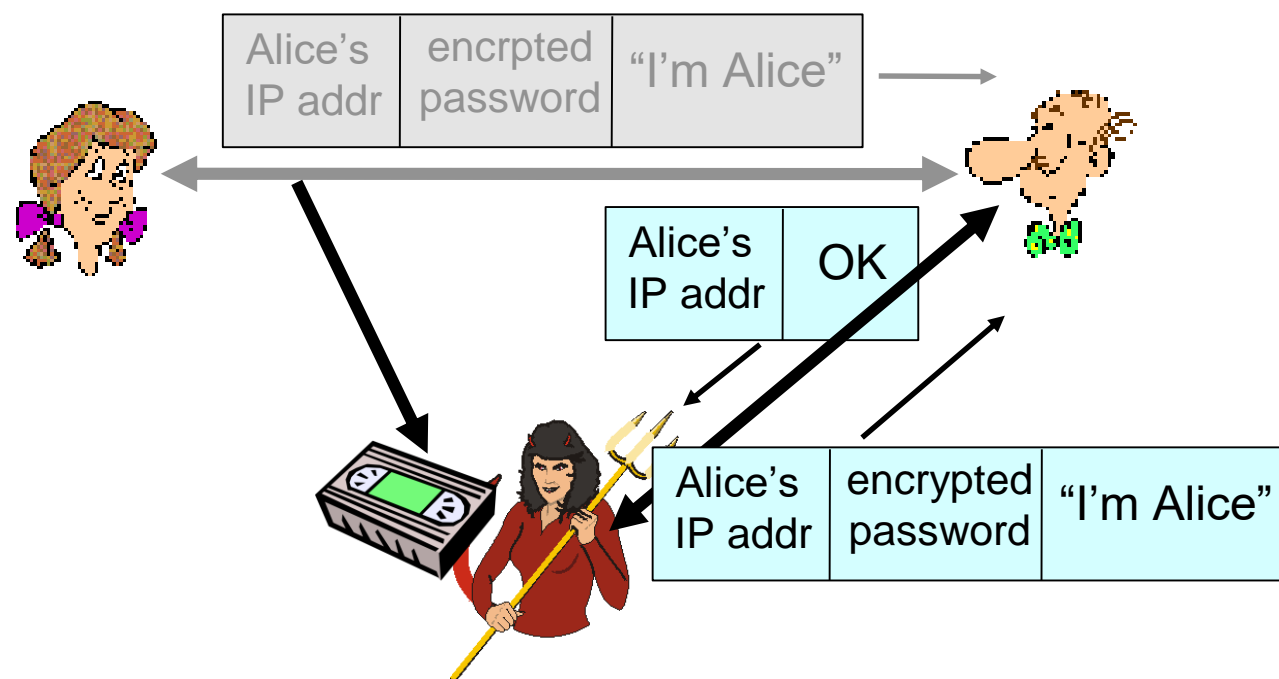 Alice’s
IP addr
encrpted
password
“I’m Alice”
Alice’s
IP addr
OK
Alice’s
IP addr
encrypted
password
“I’m Alice”